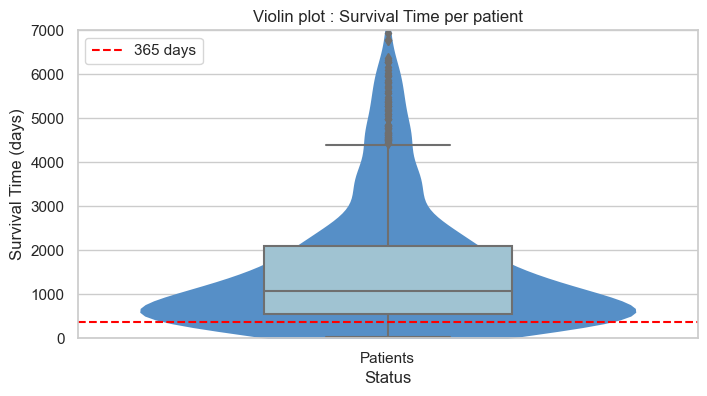 Violin plot : Survival Time per patient
365 days
7000
6000
5000
4000
3000
2000
1000
0
Survival Time (days)
Patients
Status